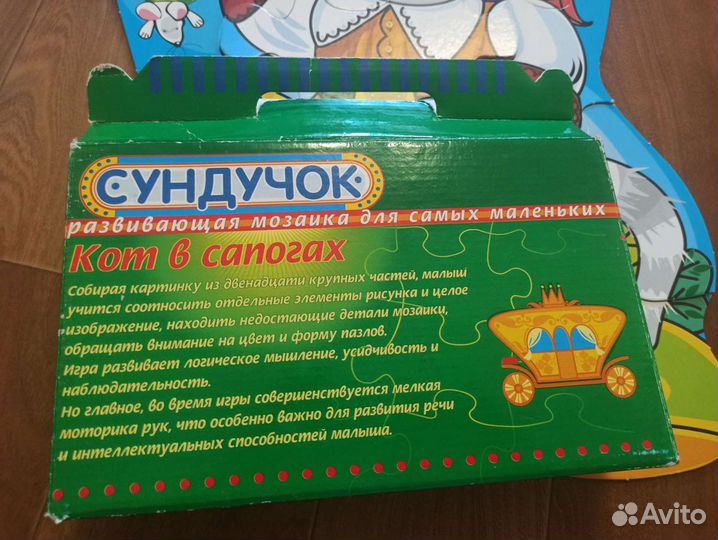 СУНДУЧОК
развивающая мозаика для самых маленьких
Кот в сапогах
Собирая картинку из двенадцати крупных частей, малыш
учится соотносить отдельные элементы рисунка и целое
изображение, находить недостающие детали мозаики,
обращать внимание на цвет и форму пазлов.
Игра развивает логическое мышление, усидчивость и
наблюдательность.
Но главное, во время игры совершенствуется мелкая
моторика рук, что особенно важно для развития речи
и интеллектуальных способностей малыша.
Avito